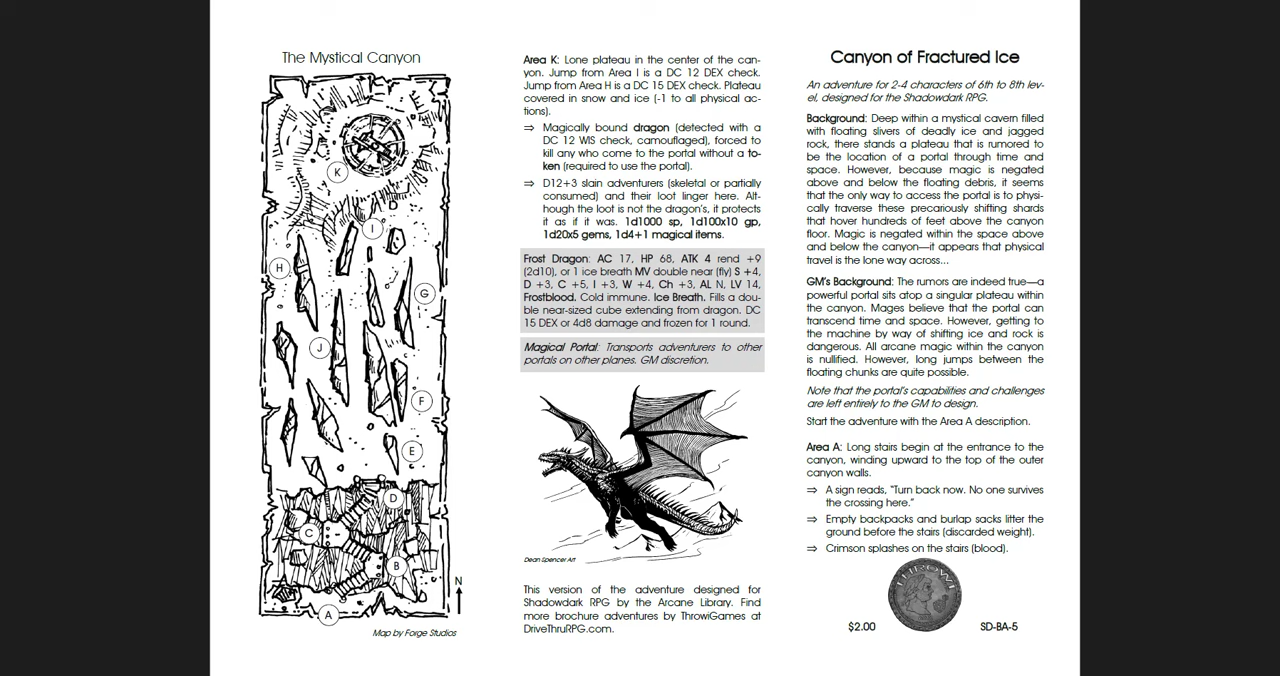 The Mystical Canyon
K
I
H
G
J
F
E
D
C
B
N
A
Map by Forge Studios
Area K: Lone plateau in the center of the can-
yon. Jump from Area I is a DC 12 DEX check.
Jump from Area H is a DC 15 DEX check. Plateau
covered in snow and ice (-1 to all physical ac-
tions).
⇒ Magically bound dragon (detected with a
DC 12 WIS check, camouflaged), forced to
kill any who come to the portal without a to-
ken (required to use the portal).
⇒ D12+3 slain adventurers (skeletal or partially
consumed) and their loot linger here. Alt-
hough the loot is not the dragon's, it protects
it as if it was. 1d1000 sp, 1d100x10 gp,
1d20x5 gems, 1d4+1 magical items.
Frost Dragon: AC 17, HP 68, ATK 4 rend +9
(2d10), or 1 ice breath MV double near (fly) S +4,
D +3, C +5, I +3, W +4, Ch +3, AL N, LV 14,
Frostblood. Cold immune. Ice Breath. Fills a dou-
ble near-sized cube extending from dragon. DC
15 DEX or 4d8 damage and frozen for 1 round.
Magical Portal: Transports adventurers to other
portals on other planes. GM discretion.
Dean Spencer Art
This version of the adventure designed for
Shadowdark RPG by the Arcane Library. Find
more brochure adventures by ThrowiGames at
DriveThruRPG.com.
Canyon of Fractured Ice
An adventure for 2-4 characters of 6th to 8th lev-
el, designed for the Shadowdark RPG.
Background: Deep within a mystical cavern filled
with floating slivers of deadly ice and jagged
rock, there stands a plateau that is rumored to
be the location of a portal through time and
space. However, because magic is negated
above and below the floating debris, it seems
that the only way to access the portal is to physi-
cally traverse these precariously shifting shards
that hover hundreds of feet above the canyon
floor. Magic is negated within the space above
and below the canyon—it appears that physical
travel is the lone way across...
GM's Background: The rumors are indeed true—a
powerful portal sits atop a singular plateau within
the canyon. Mages believe that the portal can
transcend time and space. However, getting to
the machine by way of shifting ice and rock is
dangerous. All arcane magic within the canyon
is nullified. However, long jumps between the
floating chunks are quite possible.
Note that the portal's capabilities and challenges
are left entirely to the GM to design.
Start the adventure with the Area A description.
Area A: Long stairs begin at the entrance to the
canyon, winding upward to the top of the outer
canyon walls.
⇒ A sign reads, "Turn back now. No one survives
the crossing here."
⇒ Empty backpacks and burlap sacks litter the
ground before the stairs (discarded weight).
⇒ Crimson splashes on the stairs (blood).
THROWI
$2.00
SD-BA-5